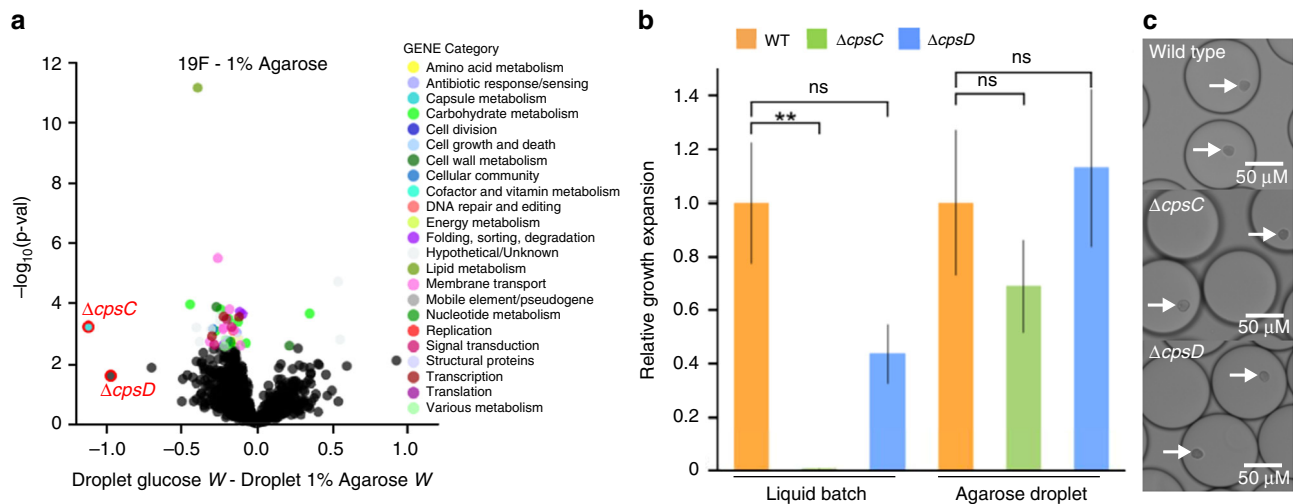 a
19F - 1% Agarose
12
10
8
6
4
2
0
–log10(p-val)
ΔcpsC
ΔcpsD
–1.0
–0.5
0.0
0.5
1.0
Droplet glucose W - Droplet 1% Agarose W
GENE Category
Amino acid metabolism
Antibiotic response/sensing
Capsule metabolism
Carbohydrate metabolism
Cell division
Cell growth and death
Cell wall metabolism
Cellular community
Cofactor and vitamin metabolism
DNA repair and editing
Energy metabolism
Folding, sorting, degradation
Hypothetical/Unknown
Lipid metabolism
Membrane transport
Mobile element/pseudogene
Nucleotide metabolism
Replication
Signal transduction
Structural proteins
Transcription
Translation
Various metabolism
b
WT
ΔcpsC
ΔcpsD
Relative growth expansion
1.4
1.2
1.0
0.8
0.6
0.4
0.2
0
ns
**
ns
ns
Liquid batch
Agarose droplet
c
Wild type
50 μM
ΔcpsC
50 μM
ΔcpsD
50 μM